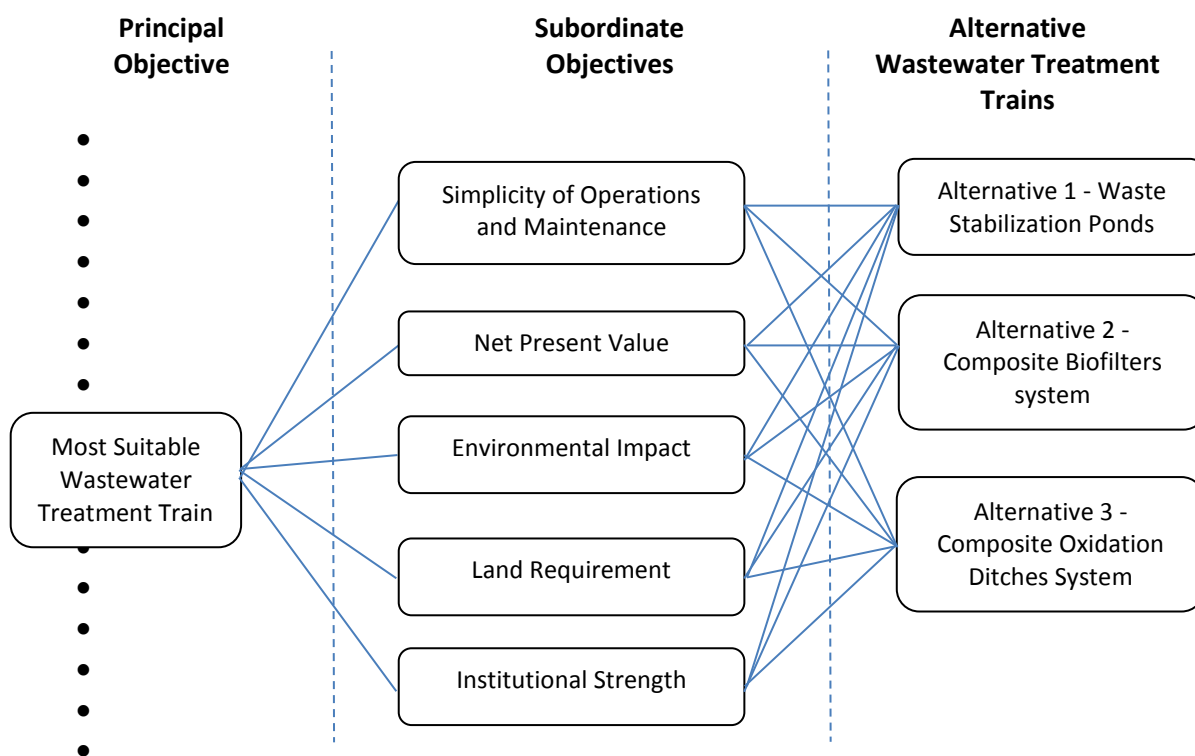 Principal
Objective
Subordinate
Objectives
Alternative
Wastewater Treatment
Trains
Most Suitable
Wastewater
Treatment Train
Simplicity of Operations
and Maintenance
Net Present Value
Environmental Impact
Land Requirement
Institutional Strength
Alternative 1 - Waste
Stabilization Ponds
Alternative 2 -
Composite Biofilters
system
Alternative 3 -
Composite Oxidation
Ditches System